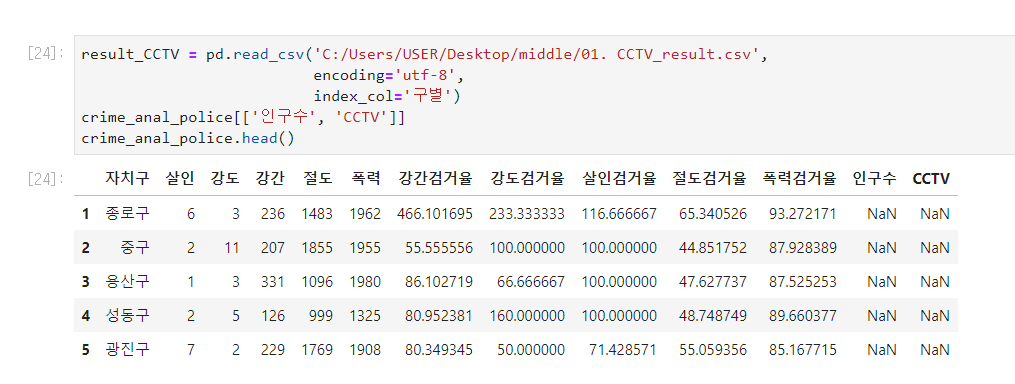 [24]: result_CCTV = pd.read_csv('C:/Users/USER/Desktop/middle/01. CCTV_result.csv',
encoding='utf-8',
index_col='구별')
crime_anal_police[['인구수', 'CCTV']]
crime_anal_police.head()
[24]: 자치구 살인 강도 강간 절도 폭력 강간검거율 강도검거율 살인검거율 절도검거율 폭력검거율 인구수 CCTV
1 종로구 6 3 236 1483 1962 466.101695 233.333333 116.666667 65.340526 93.272171 NaN NaN
2 중구 2 11 207 1855 1955 55.555556 100.000000 100.000000 44.851752 87.928389 NaN NaN
3 용산구 1 3 331 1096 1980 86.102719 66.666667 100.000000 47.627737 87.525253 NaN NaN
4 성동구 2 5 126 999 1325 80.952381 160.000000 100.000000 48.748749 89.660377 NaN NaN
5 광진구 7 2 229 1769 1908 80.349345 50.000000 71.428571 55.059356 85.167715 NaN NaN